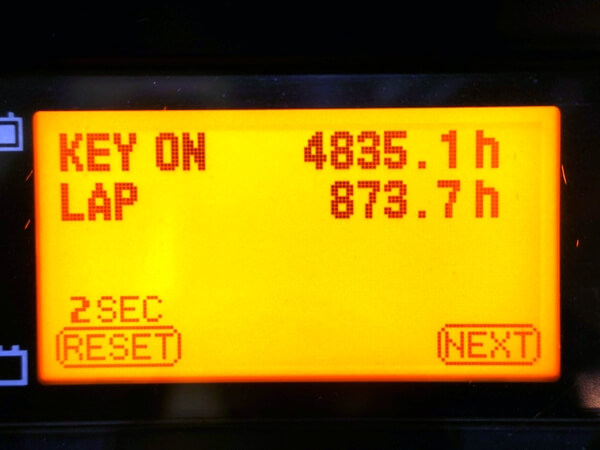 KEY ON 4835.1h
LAP 873.7h
2SEC
RESET NEXT